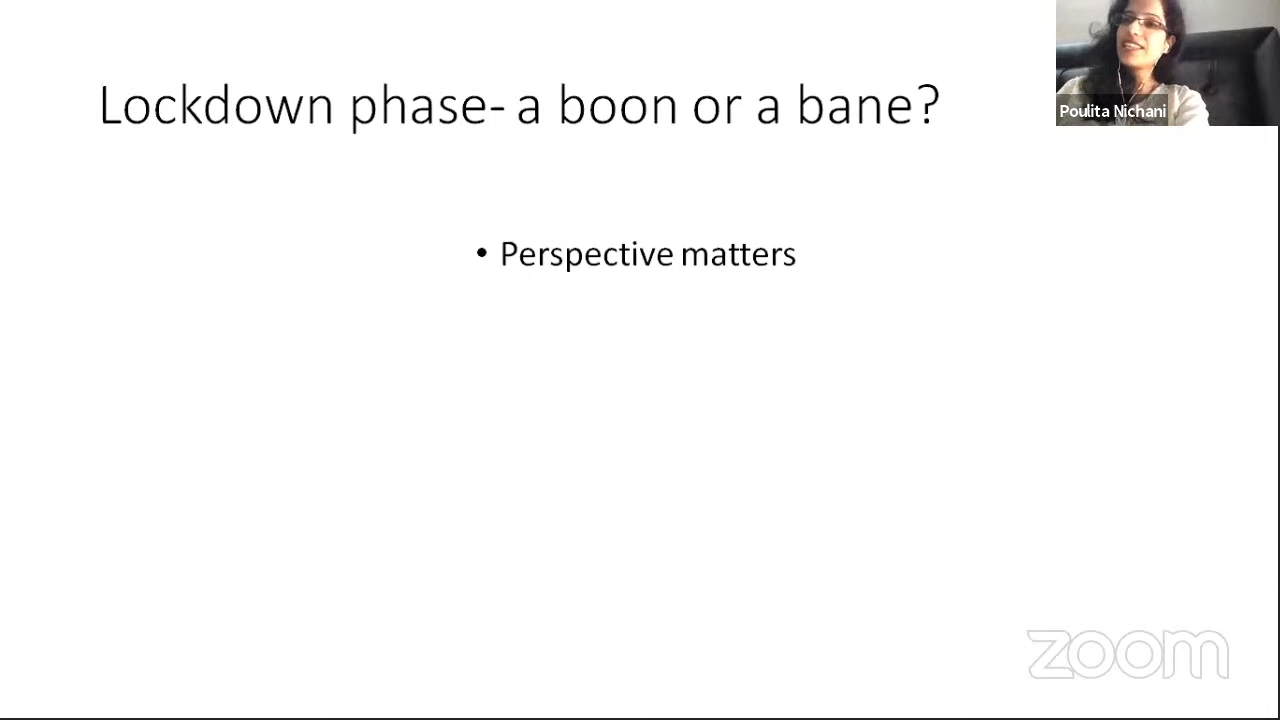 Lockdown phase- a boon or a bane?
Poulita Nichani
• Perspective matters
zoom